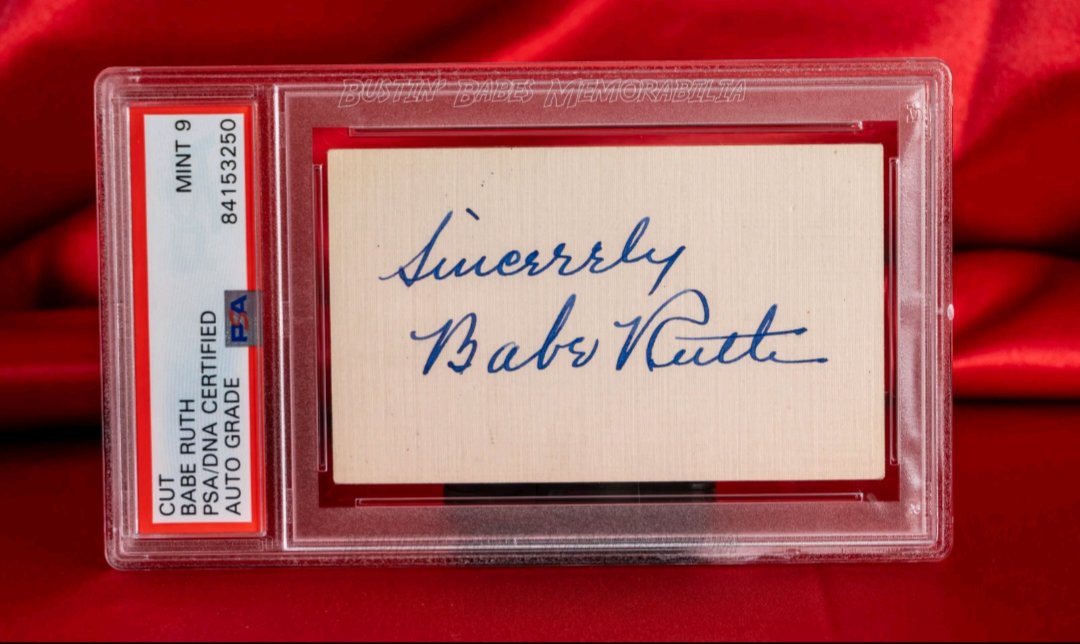 BUSTIN' BABES MEMORABILIA
CUT
BABE RUTH
PSA/DNA CERTIFIED
AUTO GRADE
MINT 9
84153250
PSA
Sincerely
Babe Ruth